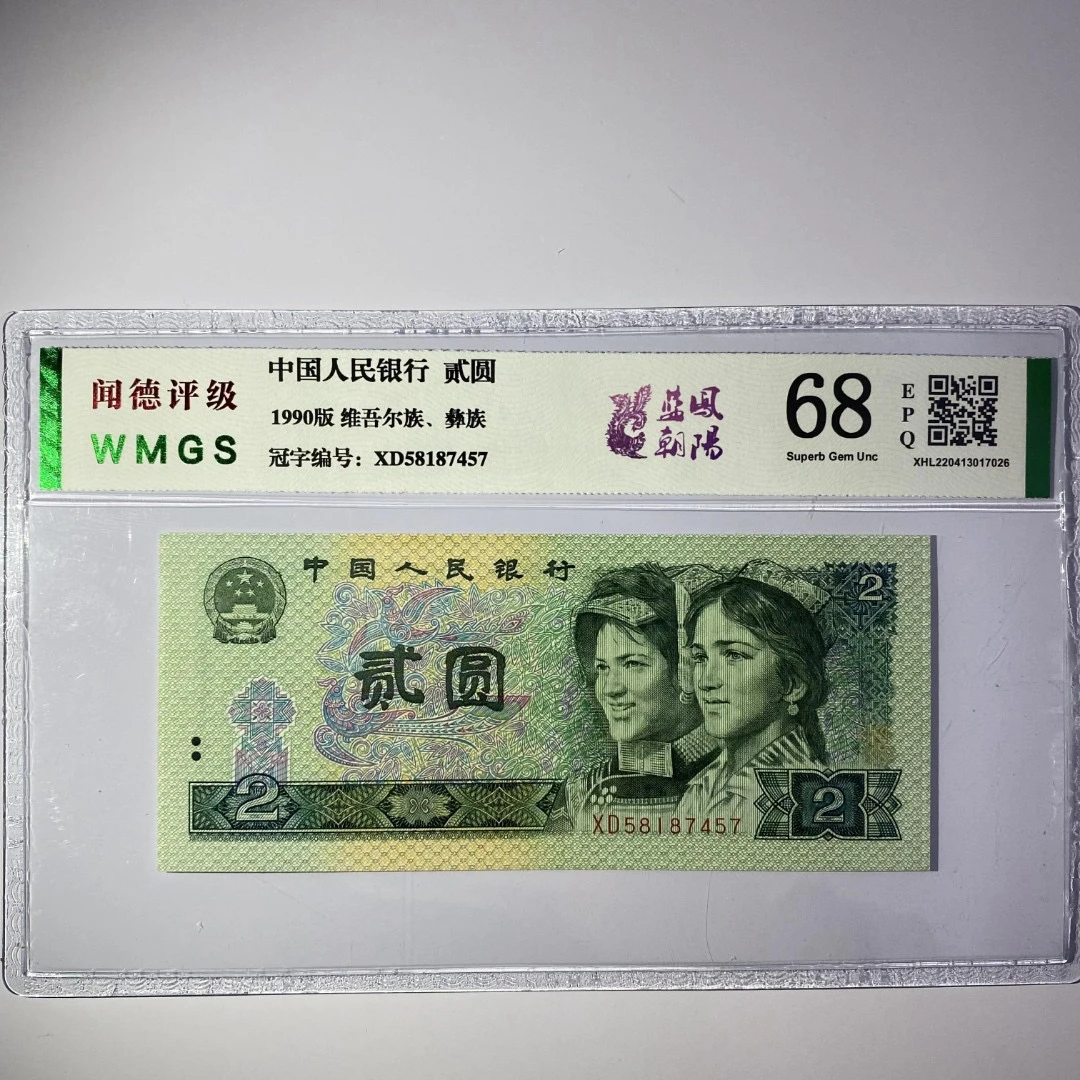 闻德评级
WMGS
中国人民银行 贰圆
1990版 维吾尔族、彝族
冠字编号：XD58187457
蓝凤
朝陽
68
Superb Gem Unc
EPQ
XHL220413017026
中国人民银行
2
贰圆
2
XD58187457
2